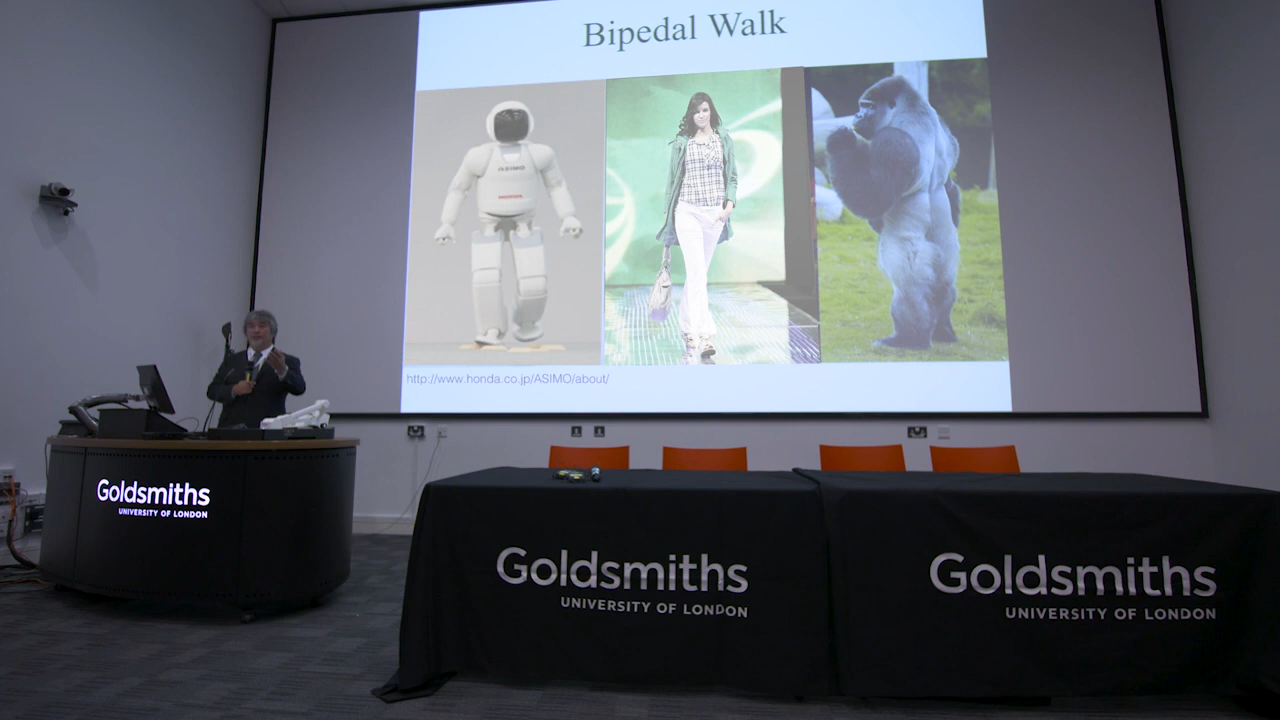 Bipedal Walk
ASIMO
HONDA
http://www.honda.co.jp/ASIMO/about/
Goldsmiths
UNIVERSITY OF LONDON
Goldsmiths
UNIVERSITY OF LONDON
Goldsmiths
UNIVERSITY OF LONDON